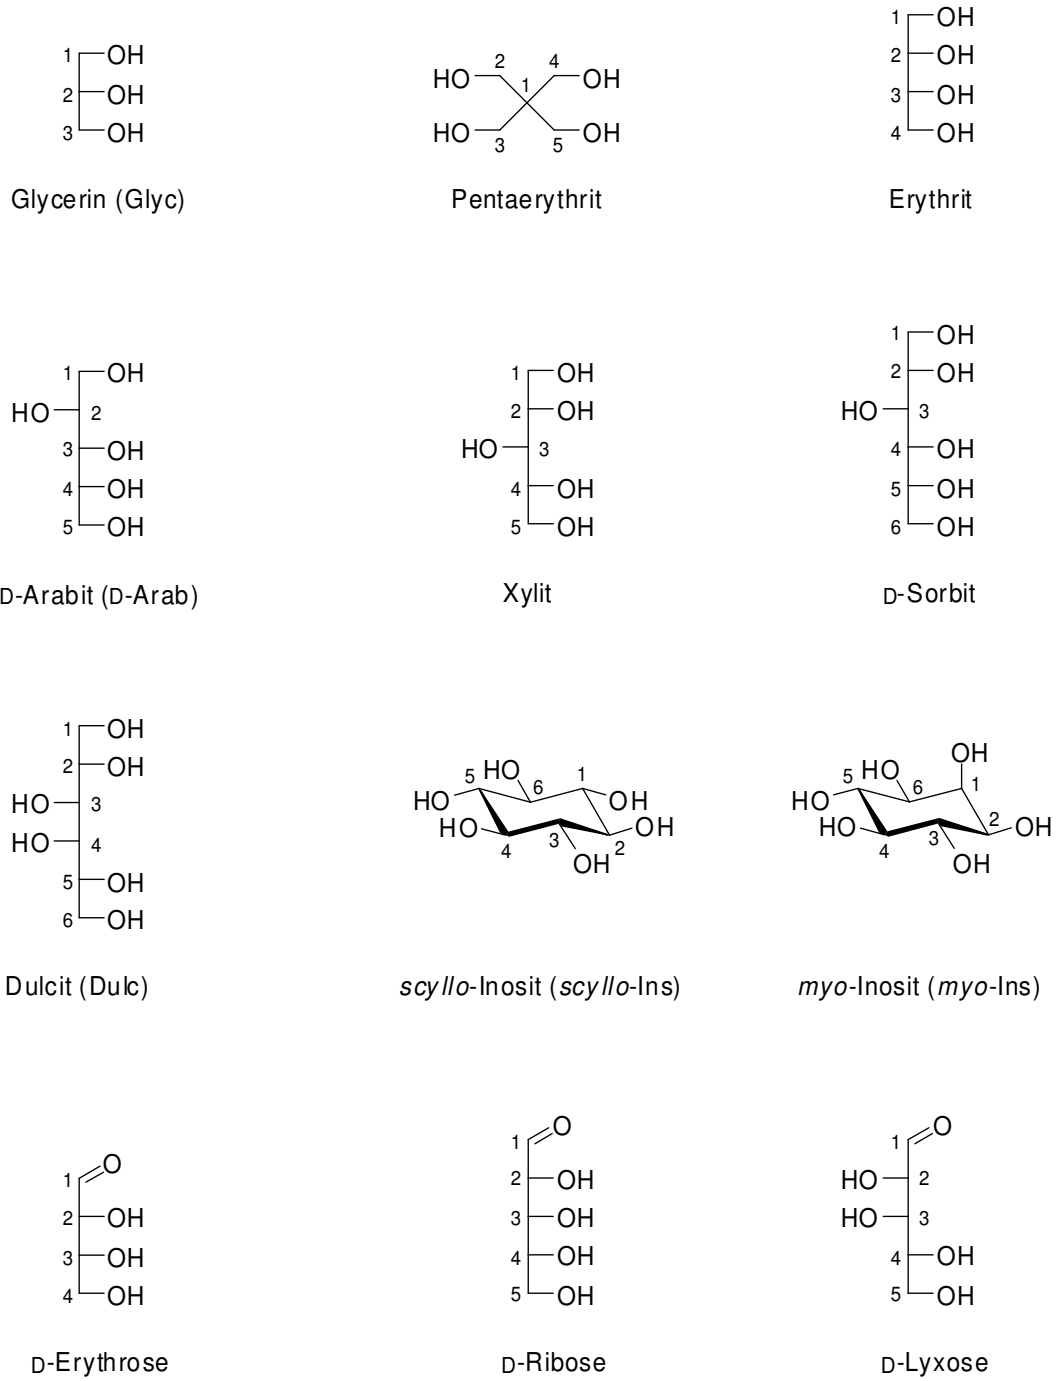 1 OH
2 OH
3 OH
Glycerin (Glyc)
HO 2 4 OH
1
HO 3 5 OH
Pentaerythrit
1 OH
2 OH
3 OH
4 OH
Erythrit
1 OH
HO 2
3 OH
4 OH
5 OH
D-Arabit (D-Arab)
1 OH
2 OH
HO 3
4 OH
5 OH
Xylit
1 OH
2 OH
HO 3
4 OH
5 OH
6 OH
D-Sorbit
1 OH
2 OH
HO 3
HO 4
5 OH
6 OH
Dulcit (Dulc)
5 HO 6 1
HO OH
HO 4 3 OH
OH 2
scyllo-Inosit (scyllo-Ins)
OH
5 HO 6 1
HO 2 OH
HO 4 3
OH
myo-Inosit (myo-Ins)
1 O
2 OH
3 OH
4 OH
D-Erythrose
1 O
2 OH
3 OH
4 OH
5 OH
D-Ribose
1 O
HO 2
HO 3
4 OH
5 OH
D-Lyxose